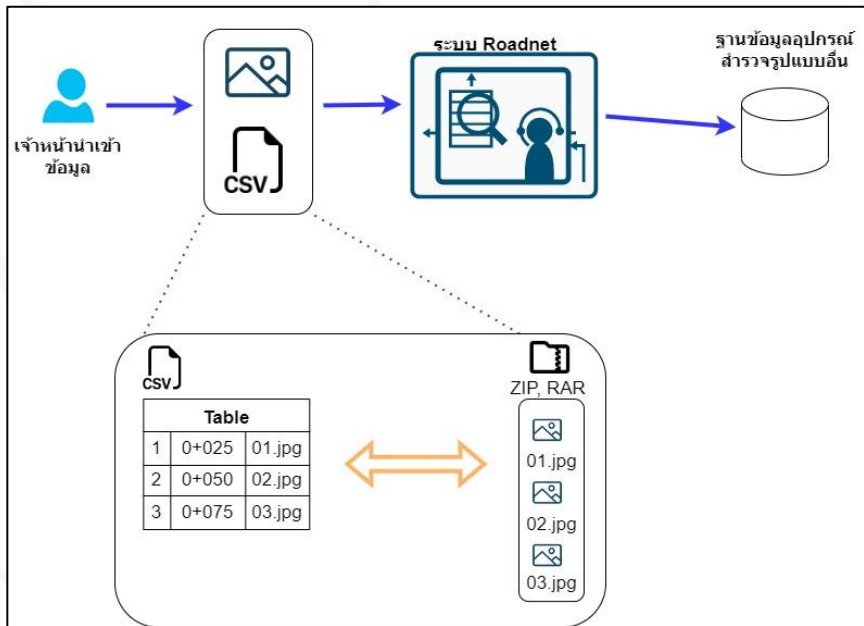 ระบบ Roadnet
ฐานข้อมูลอุปกรณ์
สำรวจรูปแบบอื่น
เจ้าหน้านำเข้า
ข้อมูล
CSV
CSV
ZIP, RAR
Table
1 0+025 01.jpg
2 0+050 02.jpg
3 0+075 03.jpg
01.jpg
02.jpg
03.jpg